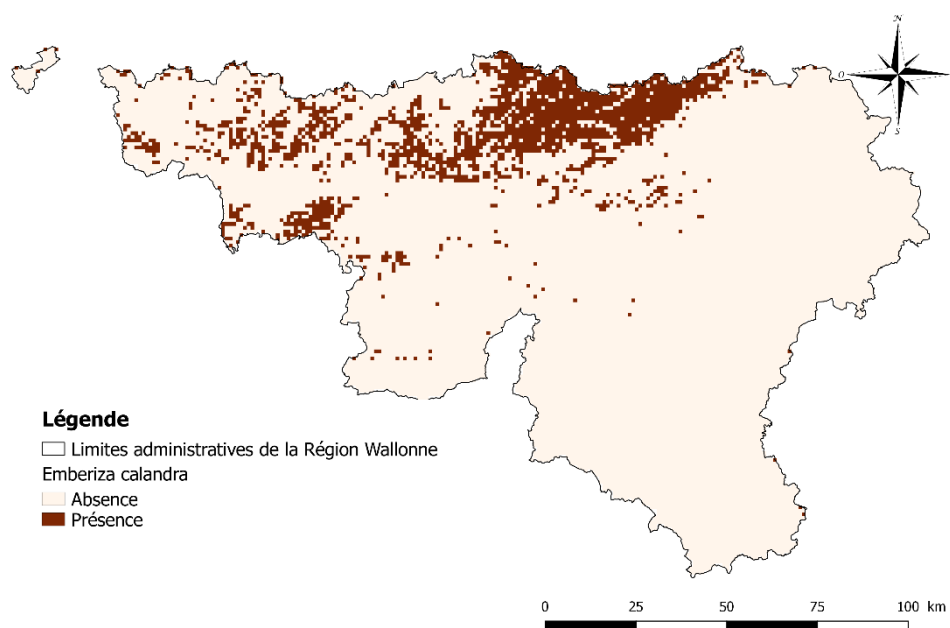 N
O
S
Légende
Limites administratives de la Région Wallonne
Emberiza calandra
Absence
Présence
0 25 50 75 100 km